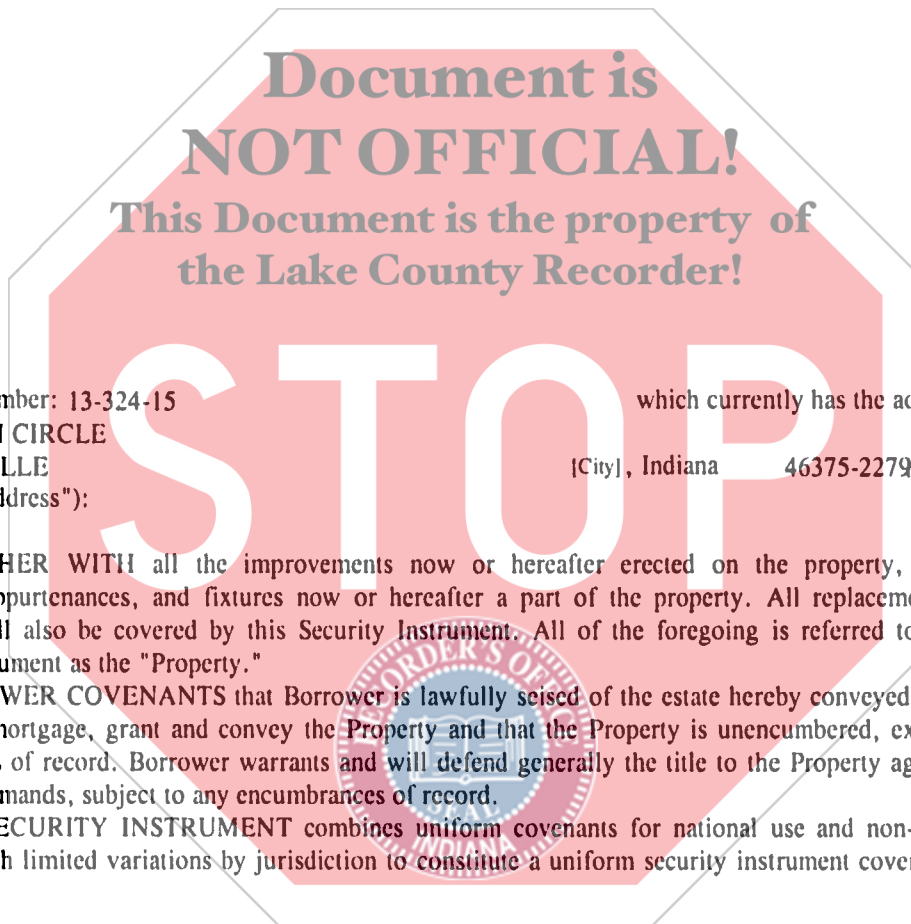 Document is
NOT OFFICIAL!
This Document is the property of
the Lake County Recorder!
STOP
mber: 13-324-15 which currently has the
CIRCLE
LLE [City], Indiana 46375-2279
ddress"):
HER WITH all the improvements now or hereafter erected on the property,
ppurtenances, and fixtures now or hereafter a part of the property. All replaceme
ll also be covered by this Security Instrument. All of the foregoing is referred to
ument as the "Property."
WER COVENANTS that Borrower is lawfully seised of the estate hereby conveyed
mortgage, grant and convey the Property and that the Property is unencumbered, ex
of record. Borrower warrants and will defend generally the title to the Property ag
mands, subject to any encumbrances of record.
ECURITY INSTRUMENT combines uniform covenants for national use and non-
h limited variations by jurisdiction to constitute a uniform security instrument cover
RECORDER'S OFFICE
SEAL
INDIANA